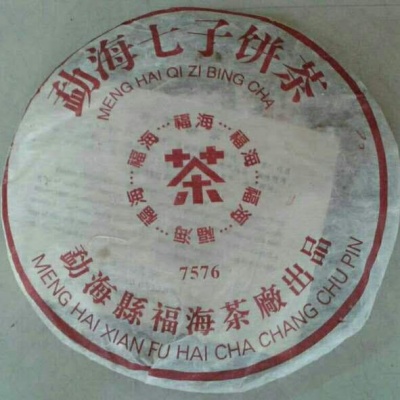 勐海七子饼茶
MENG HAI QI ZI BING CHA
福海 福海 福海 福海 福海 福海 福海 福海
茶
7576
勐海縣福海茶廠出品
MENG HAI XIAN FU HAI CHA CHANG CHU PIN